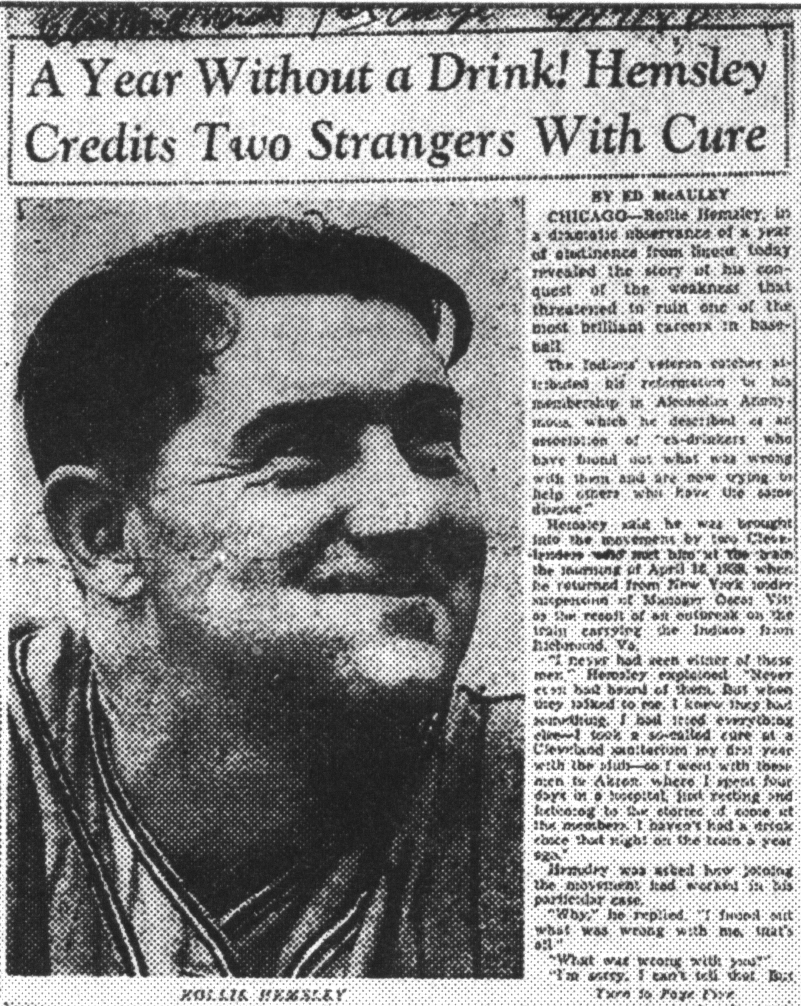 A Year Without a Drink! Hemsley
Credits Two Strangers With Cure
BY ED McAULEY
CHICAGO—Rollie Hemsley, in
a dramatic observance of a year
of abstinence from liquor, today
revealed the story of his con-
quest of the weakness that
threatened to ruin one of the
most brilliant careers in base-
ball.
The Indians' veteran catcher at-
tributed his reformation to his
membership in Alcoholics Anony-
mous, which he described as an
association of "ex-drinkers who
have found out what was wrong
with them and are now trying to
help others who have the same
disease."
Hemsley said he was brought
into the movement by two Cleve-
landers who met him at the train
the morning of April when
he returned from New York under
suspension of Manager Oscar Vitt
as the result of an outbreak on the
train carrying the Indians from
Richmond, Va.
"I never had seen either of these
men," Hemsley explained. "Never
even had heard of them. But when
they talked to me, I knew they had
something. I had tried everything
else—I took a so-called cure at a
Cleveland sanitarium my first year
with the club—so I went with these
men to Akron, where I spent four
days in a hospital, just resting and
listening to the stories of some of
the members. I haven't had a drink
since that night on the train a year
ago."
Hemsley was asked how joining
the movement had worked in his
particular case.
"Why," he replied, "I found out
what was wrong with me, that's
all."
"What was wrong with you?"
"I'm sorry, I can't tell that. But
Turn to Page Five
ROLLIE HEMSLEY